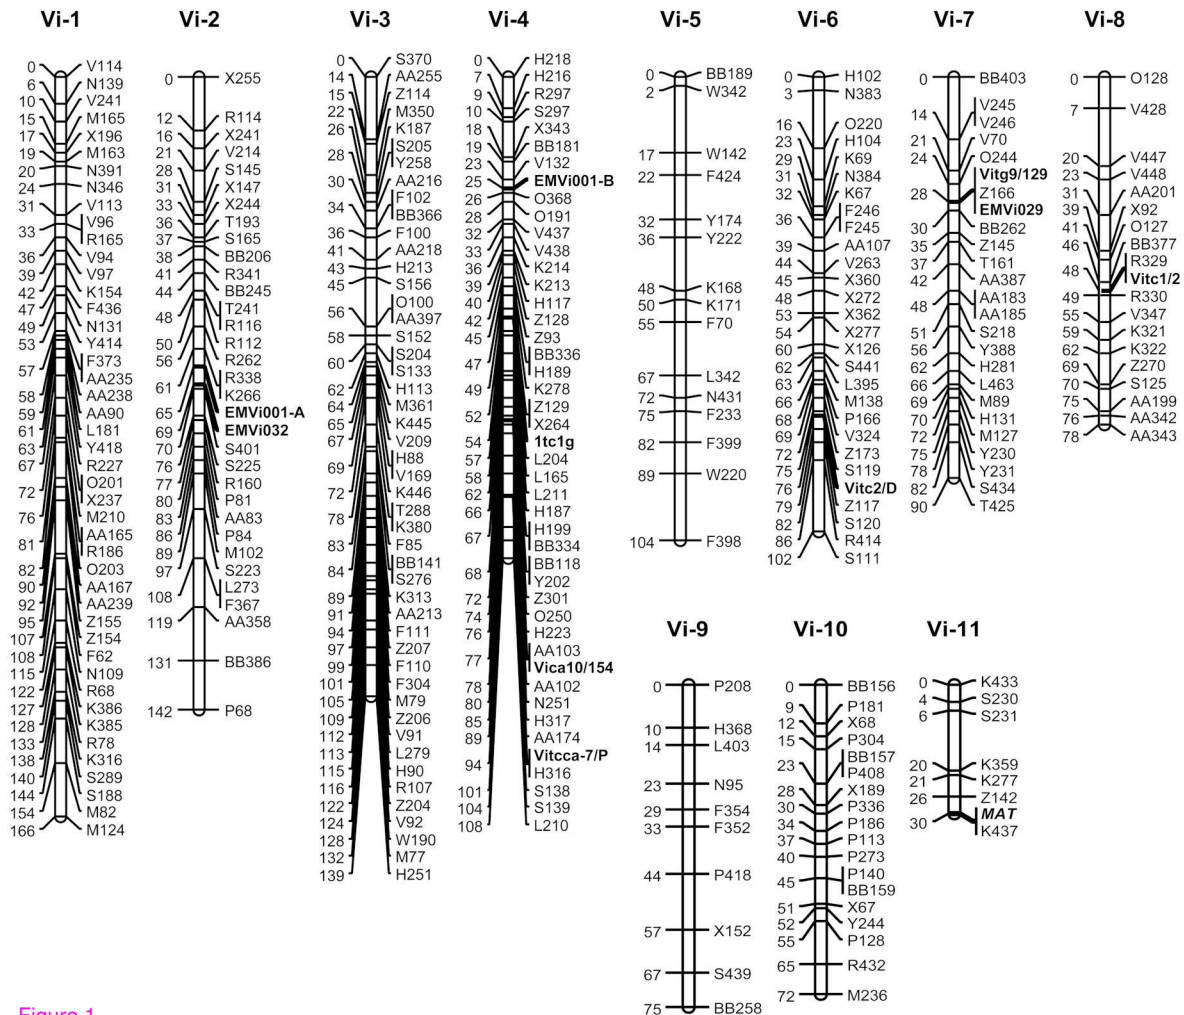 Vi-1
0 V114
6 N139
10 V241
15 M165
17 X196
19 M163
20 N391
24 N346
31 V113
33 V96
R165
36 V94
39 V97
42 K154
47 F436
49 N131
53 Y414
57 F373
AA235
58 AA238
59 AA90
61 L181
63 Y418
67 R227
72 O201
X237
76 M210
81 AA165
R186
82 O203
90 AA167
92 AA239
95 Z155
107 Z154
108 F62
115 N109
122 R68
127 K386
128 K385
133 R78
138 K316
140 S289
144 S188
154 M82
166 M124
Vi-2
0 X255
12 R114
16 X241
21 V214
28 S145
31 X147
33 X244
36 T193
37 S165
38 BB206
41 R341
44 BB245
48 T241
R116
50 R112
56 R262
61 R338
K266
65 EMVi001-A
69 EMVi032
70 S401
76 S225
77 R160
80 P81
83 AA83
86 P84
89 M102
97 S223
108 L273
F367
119 AA358
131 BB386
142 P68
Vi-3
0 S370
14 AA255
15 Z114
22 M350
26 K187
28 S205
Y258
30 AA216
34 F102
BB366
36 F100
41 AA218
43 H213
45 S156
56 O100
AA397
58 S152
60 S204
S133
62 H113
64 M361
65 K445
67 V209
69 H88
V169
72 K446
78 T288
K380
83 F85
84 BB141
S276
89 K313
91 AA213
94 F111
97 Z207
99 F110
101 F304
105 M79
109 Z206
112 V91
113 L279
115 H90
116 R107
122 Z204
124 V92
128 W190
132 M77
139 H251
Vi-4
0 H218
7 H216
9 R297
10 S297
18 X343
19 BB181
23 V132
25 EMVi001-B
26 O368
28 O191
32 V437
33 V438
36 K214
39 K213
40 H117
42 Z128
45 Z93
47 BB336
H189
49 K278
52 Z129
X264
54 1tc1g
57 L204
58 L165
62 L211
66 H187
67 H199
BB334
68 BB118
Y202
72 Z301
74 O250
76 H223
77 AA103
Vica10/154
78 AA102
80 N251
85 H317
89 AA174
94 Vitcca-7/P
H316
101 S138
104 S139
108 L210
Vi-5
0 BB189
2 W342
17 W142
22 F424
32 Y174
36 Y222
48 K168
50 K171
55 F70
67 L342
72 N431
75 F233
82 F399
89 W220
104 F398
Vi-6
0 H102
3 N383
16 O220
23 H104
29 K69
31 N384
32 K67
36 F246
F245
39 AA107
44 V263
45 X360
48 X272
53 X362
54 X277
60 X126
62 S441
63 L395
66 M138
68 P166
69 V324
72 Z173
75 S119
76 Vitc2/D
79 Z117
82 S120
86 R414
102 S111
Vi-7
0 BB403
14 V245
V246
21 V70
24 O244
28 Vitg9/129
Z166
EMVi029
30 BB262
35 Z145
37 T161
42 AA387
48 AA183
AA185
51 S218
56 Y388
62 H281
66 L463
69 M89
70 H131
72 M127
75 Y230
78 Y231
82 S434
90 T425
Vi-8
0 O128
7 V428
20 V447
23 V448
31 AA201
39 X92
41 O127
46 BB377
48 R329
Vitc1/2
49 R330
55 V347
59 K321
62 K322
69 Z270
70 S125
75 AA199
76 AA342
78 AA343
Vi-9
0 P208
10 H368
14 L403
23 N95
29 F354
33 F352
44 P418
57 X152
67 S439
75 BB258
Vi-10
0 BB156
9 P181
12 X68
15 P304
23 BB157
P408
28 X189
30 P336
34 P186
37 P113
40 P273
45 P140
BB159
51 X67
52 Y244
55 P128
65 R432
72 M236
Vi-11
0 K433
4 S230
6 S231
20 K359
21 K277
26 Z142
30 MAT
K437
Figure 1